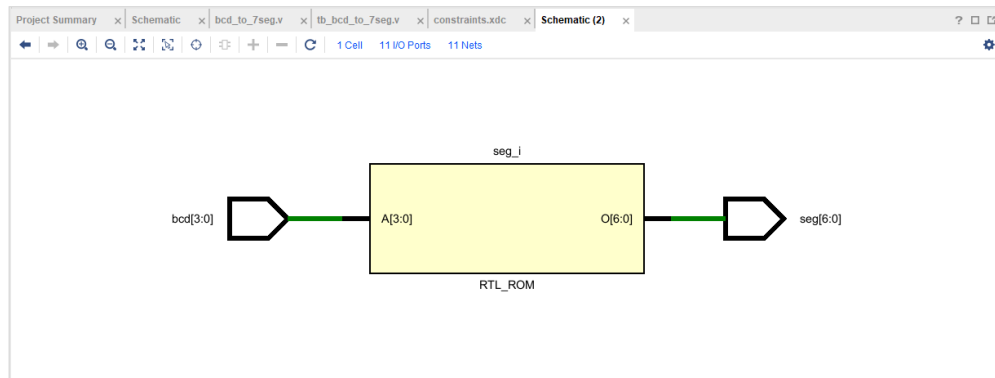 Project Summary × Schematic × bcd_to_7seg.v × tb_bcd_to_7seg.v × constraints.xdc × Schematic (2) × ?
1 Cell 11 I/O Ports 11 Nets
seg_i
bcd[3:0] A[3:0] O[6:0] seg[6:0]
RTL_ROM